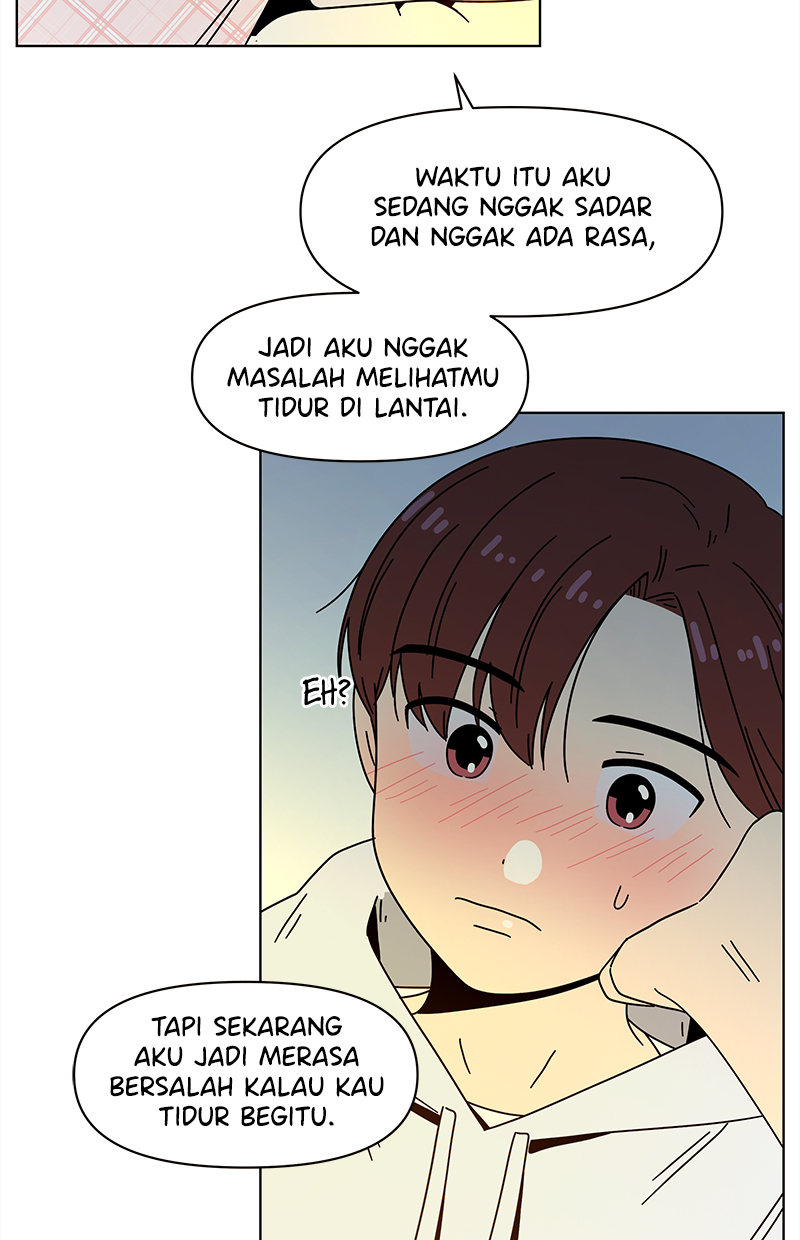 WAKTU ITU AKU
SEDANG NGGAK SADAR
DAN NGGAK ADA RASA,
JADI AKU NGGAK
MASALAH MELIHATMU
TIDUR DI LANTAI.
EH?
TAPI SEKARANG
AKU JADI MERASA
BERSALAH KALAU KAU
TIDUR BEGITU.